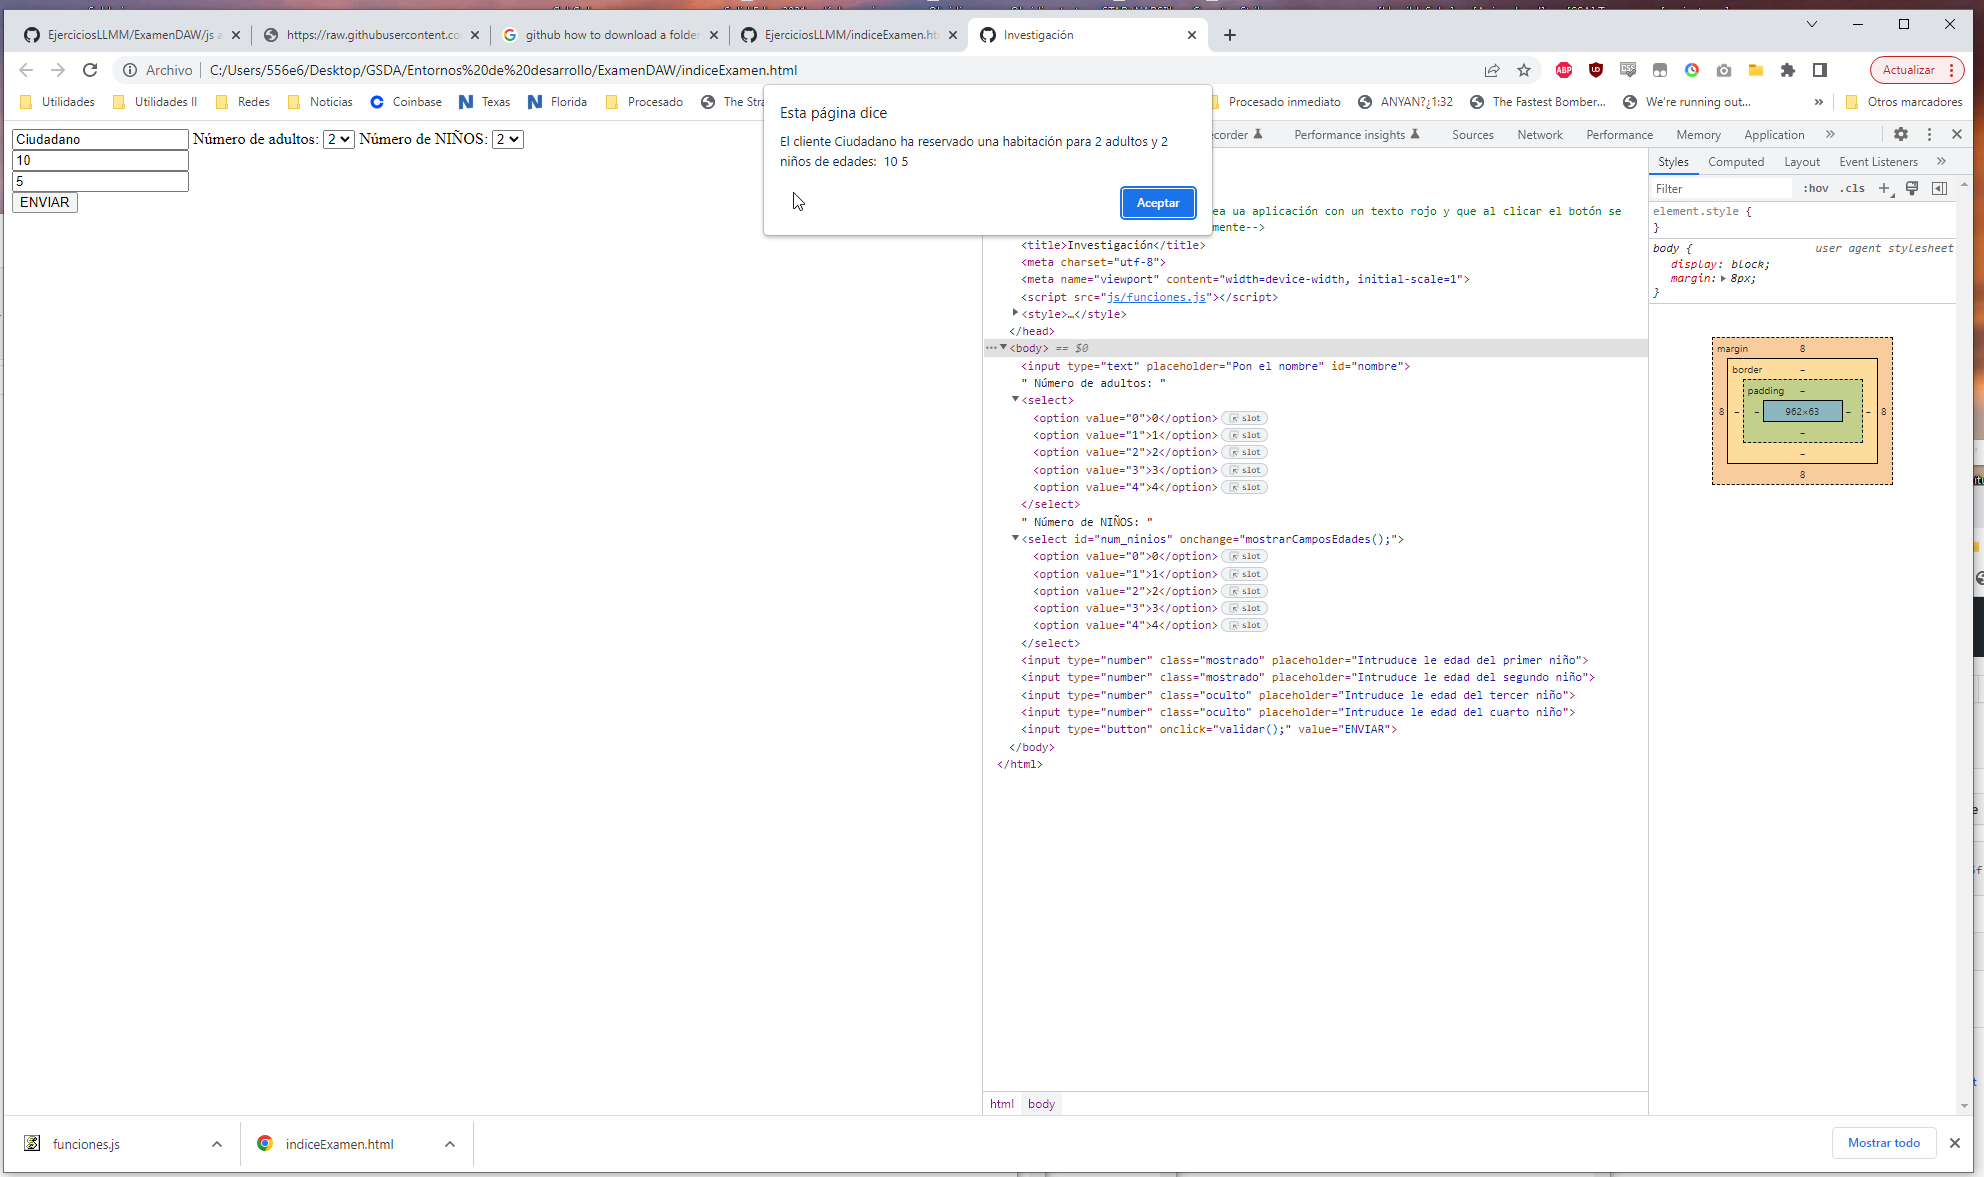 EjerciciosLLMM/ExamenDAW/js a
https://raw.githubusercontent.co
github how to download a folde
EjerciciosLLMM/indiceExamen.ht
Investigación
Archivo
C:/Users/556e6/Desktop/GSDA/Entornos%20de%20desarrollo/ExamenDAW/indiceExamen.html
Actualizar
Utilidades
Utilidades II
Redes
Noticias
Coinbase
Texas
Florida
Procesado
The Stra
Procesado inmediato
ANYAN?¿1:32
The Fastest Bomber...
We're running out...
Otros marcadores
Esta página dice
El cliente Ciudadano ha reservado una habitación para 2 adultos y 2
niños de edades: 10 5
Aceptar
Ciudadano
Número de adultos: 2
Número de NIÑOS: 2
10
5
ENVIAR
ecorder
Performance insights
Sources
Network
Performance
Memory
Application
ea ua aplicación con un texto rojo y que al clicar el botón se
mente-->
<title>Investigación</title>
<meta charset="utf-8">
<meta name="viewport" content="width=device-width, initial-scale=1">
<script src="js/funciones.js"></script>
<style>…</style>
</head>
<body> == $0
<input type="text" placeholder="Pon el nombre" id="nombre">
" Número de adultos: "
<select>
<option value="0">0</option> slot
<option value="1">1</option> slot
<option value="2">2</option> slot
<option value="3">3</option> slot
<option value="4">4</option> slot
</select>
" Número de NIÑOS: "
<select id="num_ninios" onchange="mostrarCamposEdades();">
<option value="0">0</option> slot
<option value="1">1</option> slot
<option value="2">2</option> slot
<option value="3">3</option> slot
<option value="4">4</option> slot
</select>
<input type="number" class="mostrado" placeholder="Intruduce le edad del primer niño">
<input type="number" class="mostrado" placeholder="Intruduce le edad del segundo niño">
<input type="number" class="oculto" placeholder="Intruduce le edad del tercer niño">
<input type="number" class="oculto" placeholder="Intruduce le edad del cuarto niño">
<input type="button" onclick="validar();" value="ENVIAR">
</body>
</html>
html
body
Styles
Computed
Layout
Event Listeners
Filter
:hov
.cls
element.style {
}
body {
user agent stylesheet
display: block;
margin: 8px;
}
margin
8
border
–
padding
–
8
–
–
962×63
–
–
8
–
–
8
funciones.js
indiceExamen.html
Mostrar todo